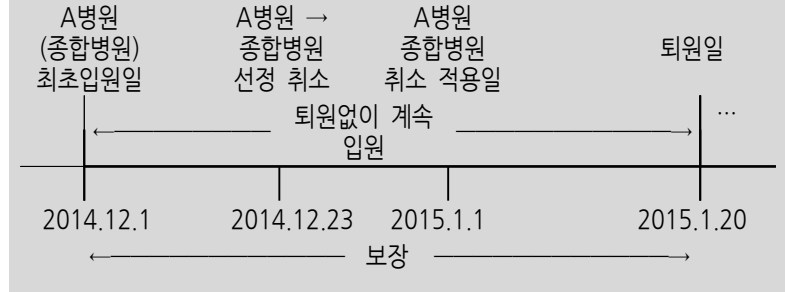 A병원
(종합병원)
최초입원일
A병원 →
종합병원
선정 취소
A병원
종합병원
취소 적용일
퇴원일
...
퇴원없이 계속
입원
2014.12.1
2014.12.23
2015.1.1
2015.1.20
보장